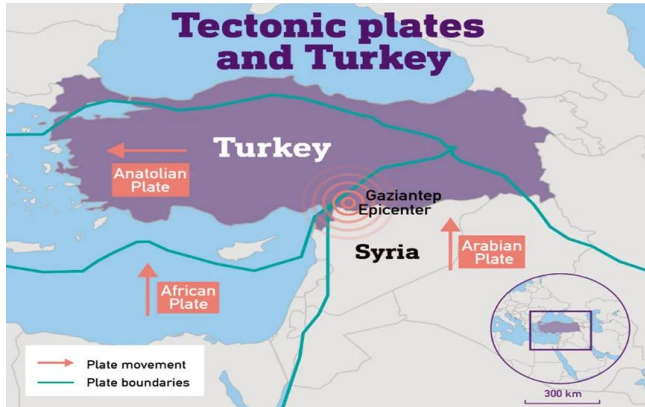 Tectonic plates
and Turkey
Turkey
Anatolian
Plate
Gaziantep
Epicenter
Syria
Arabian
Plate
African
Plate
Plate movement
Plate boundaries
300 km